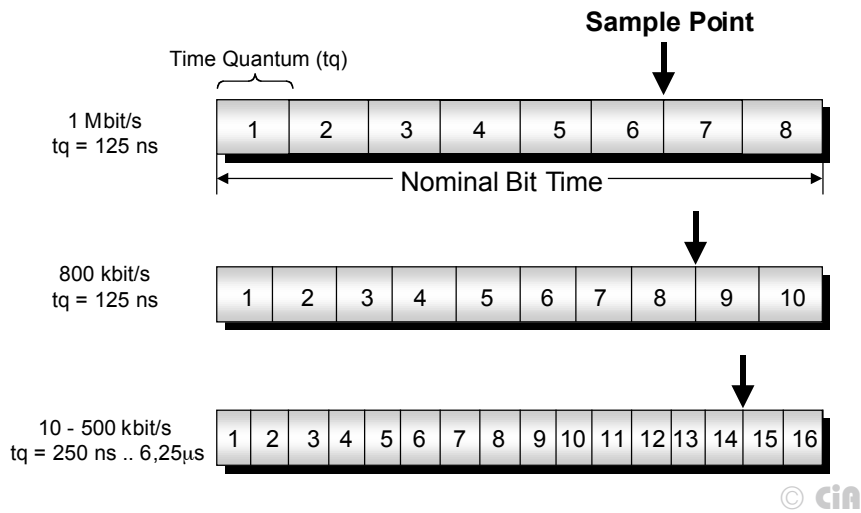 Sample Point
Time Quantum (tq)
1 Mbit/s
tq = 125 ns
1 2 3 4 5 6 7 8
Nominal Bit Time
800 kbit/s
tq = 125 ns
1 2 3 4 5 6 7 8 9 10
10 - 500 kbit/s
tq = 250 ns .. 6,25µs
1 2 3 4 5 6 7 8 9 10 11 12 13 14 15 16
© CiA